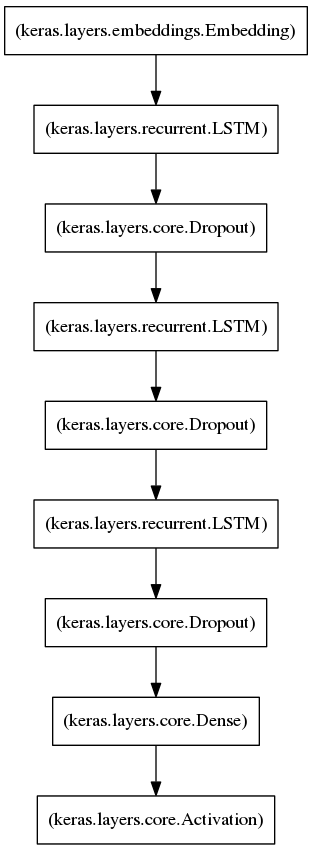 (keras.layers.embeddings.Embedding)
(keras.layers.recurrent.LSTM)
(keras.layers.core.Dropout)
(keras.layers.recurrent.LSTM)
(keras.layers.core.Dropout)
(keras.layers.recurrent.LSTM)
(keras.layers.core.Dropout)
(keras.layers.core.Dense)
(keras.layers.core.Activation)